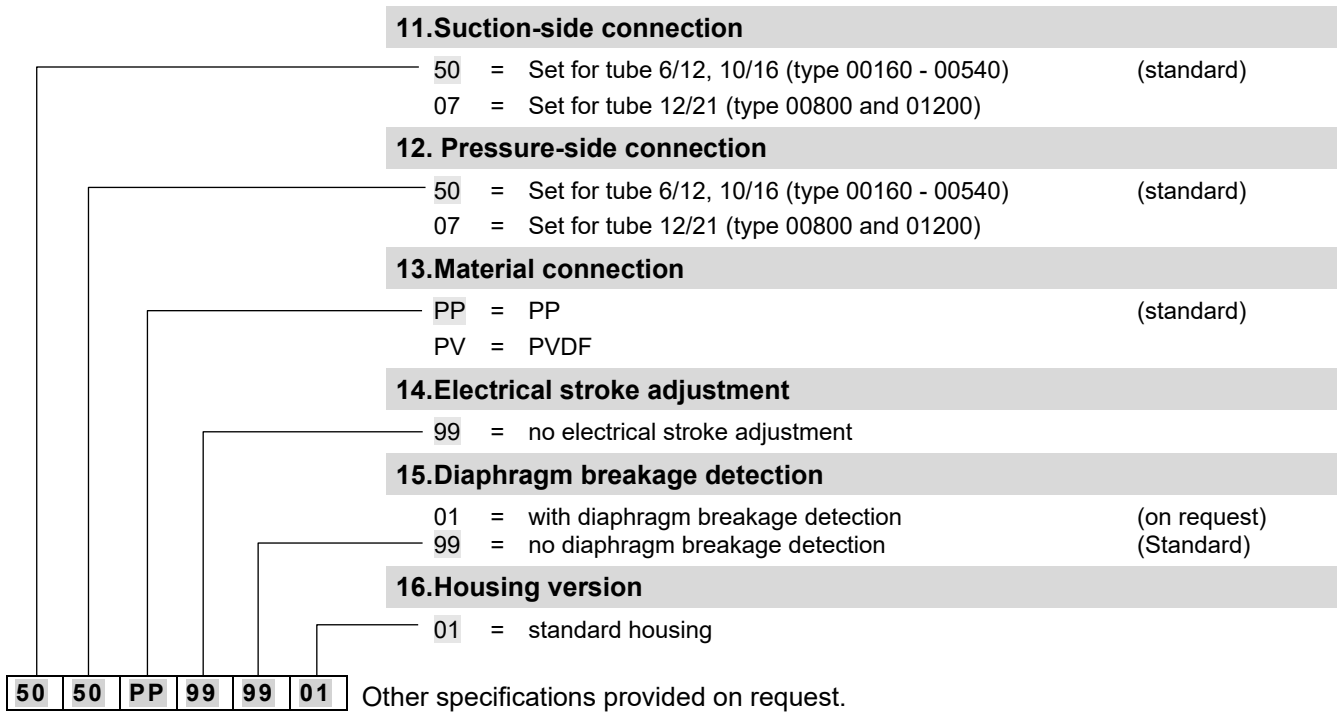 11.Suction-side connection
50 = Set for tube 6/12, 10/16 (type 00160 - 00540) (standard)
07 = Set for tube 12/21 (type 00800 and 01200)
12. Pressure-side connection
50 = Set for tube 6/12, 10/16 (type 00160 - 00540) (standard)
07 = Set for tube 12/21 (type 00800 and 01200)
13.Material connection
PP = PP (standard)
PV = PVDF
14.Electrical stroke adjustment
99 = no electrical stroke adjustment
15.Diaphragm breakage detection
01 = with diaphragm breakage detection (on request)
99 = no diaphragm breakage detection (Standard)
16.Housing version
01 = standard housing
50 50 PP 99 99 01 Other specifications provided on request.